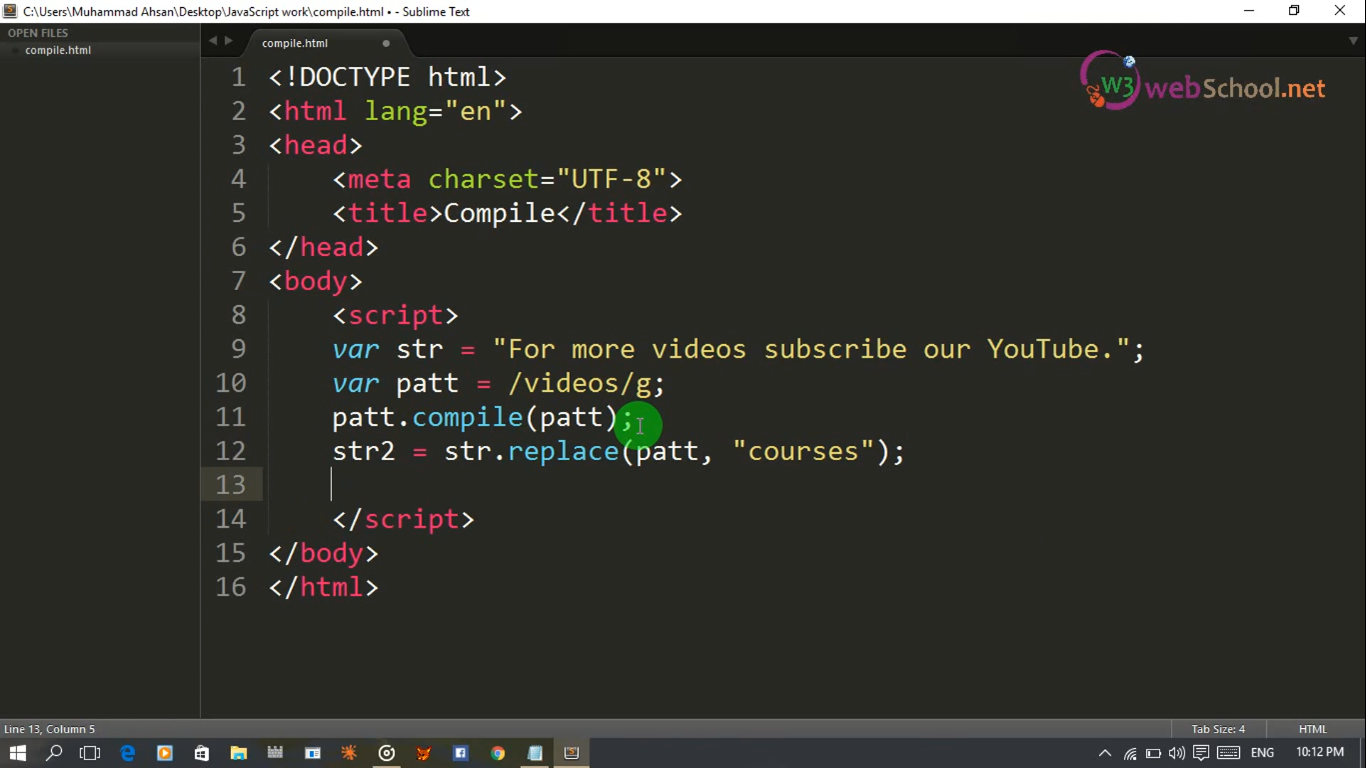 C:\Users\Muhammad Ahsan\Desktop\JavaScript work\compile.html • - Sublime Text
OPEN FILES
compile.html
compile.html
W3 webSchool.net
1 <!DOCTYPE html>
2 <html lang="en">
3 <head>
4 <meta charset="UTF-8">
5 <title>Compile</title>
6 </head>
7 <body>
8 <script>
9 var str = "For more videos subscribe our YouTube.";
10 var patt = /videos/g;
11 patt.compile(patt);
12 str2 = str.replace(patt, "courses");
13
14 </script>
15 </body>
16 </html>
Line 13, Column 5
Tab Size: 4
HTML
ENG
10:12 PM